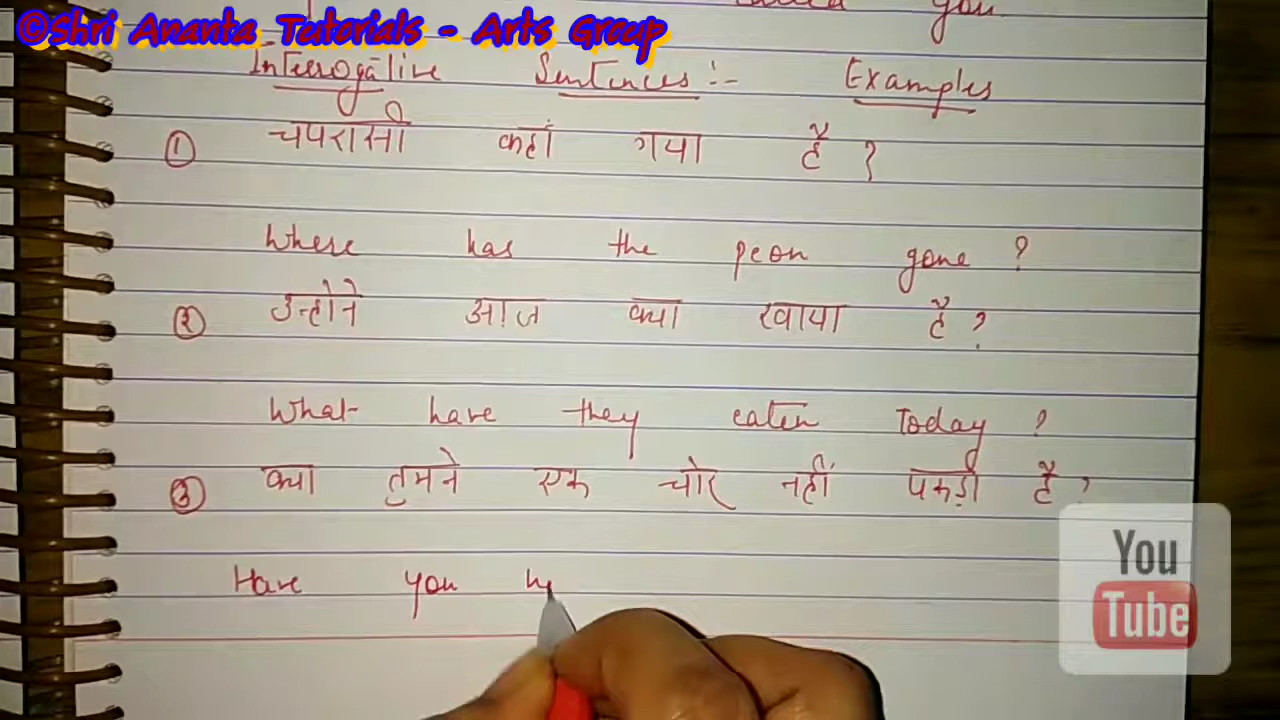 you
©Shri Ananta Tutorials - Arts Group
Interrogative Sentences :- Examples
① चपरासी कहां गया है ?
Where has the peon gone ?
② उन्होंने आज क्या खाया है ?
What have they eaten Today ?
③ क्या तुमने एक चोर नहीं पकड़ा है ?
Have you
You
Tube